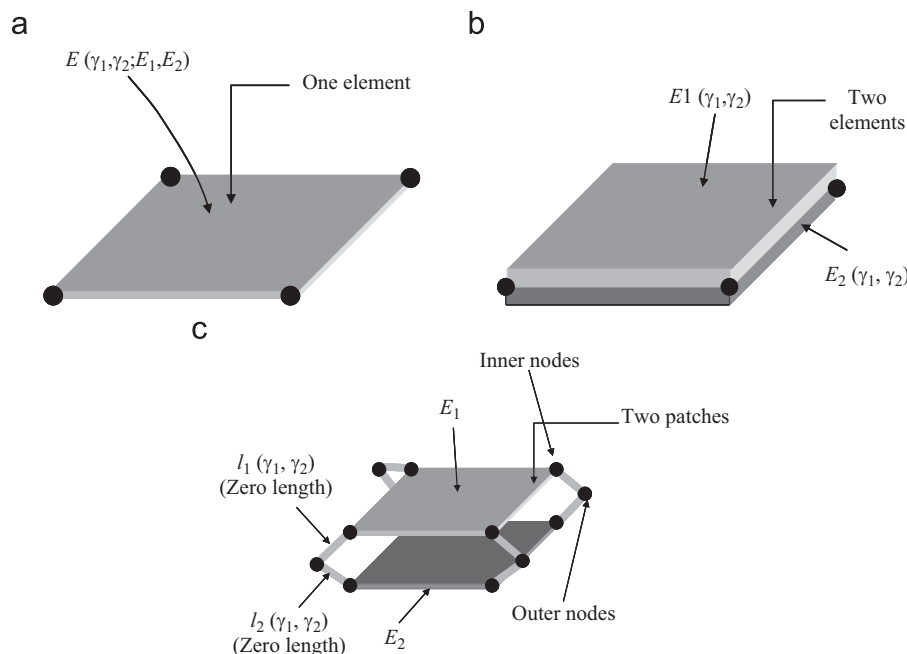 a
E (γ₁,γ₂;E₁,E₂)
One element
b
E1 (γ₁,γ₂)
Two
elements
E₂ (γ₁, γ₂)
c
Inner nodes
E₁
Two patches
l₁ (γ₁, γ₂)
(Zero length)
l₂ (γ₁, γ₂)
(Zero length)
E₂
Outer nodes